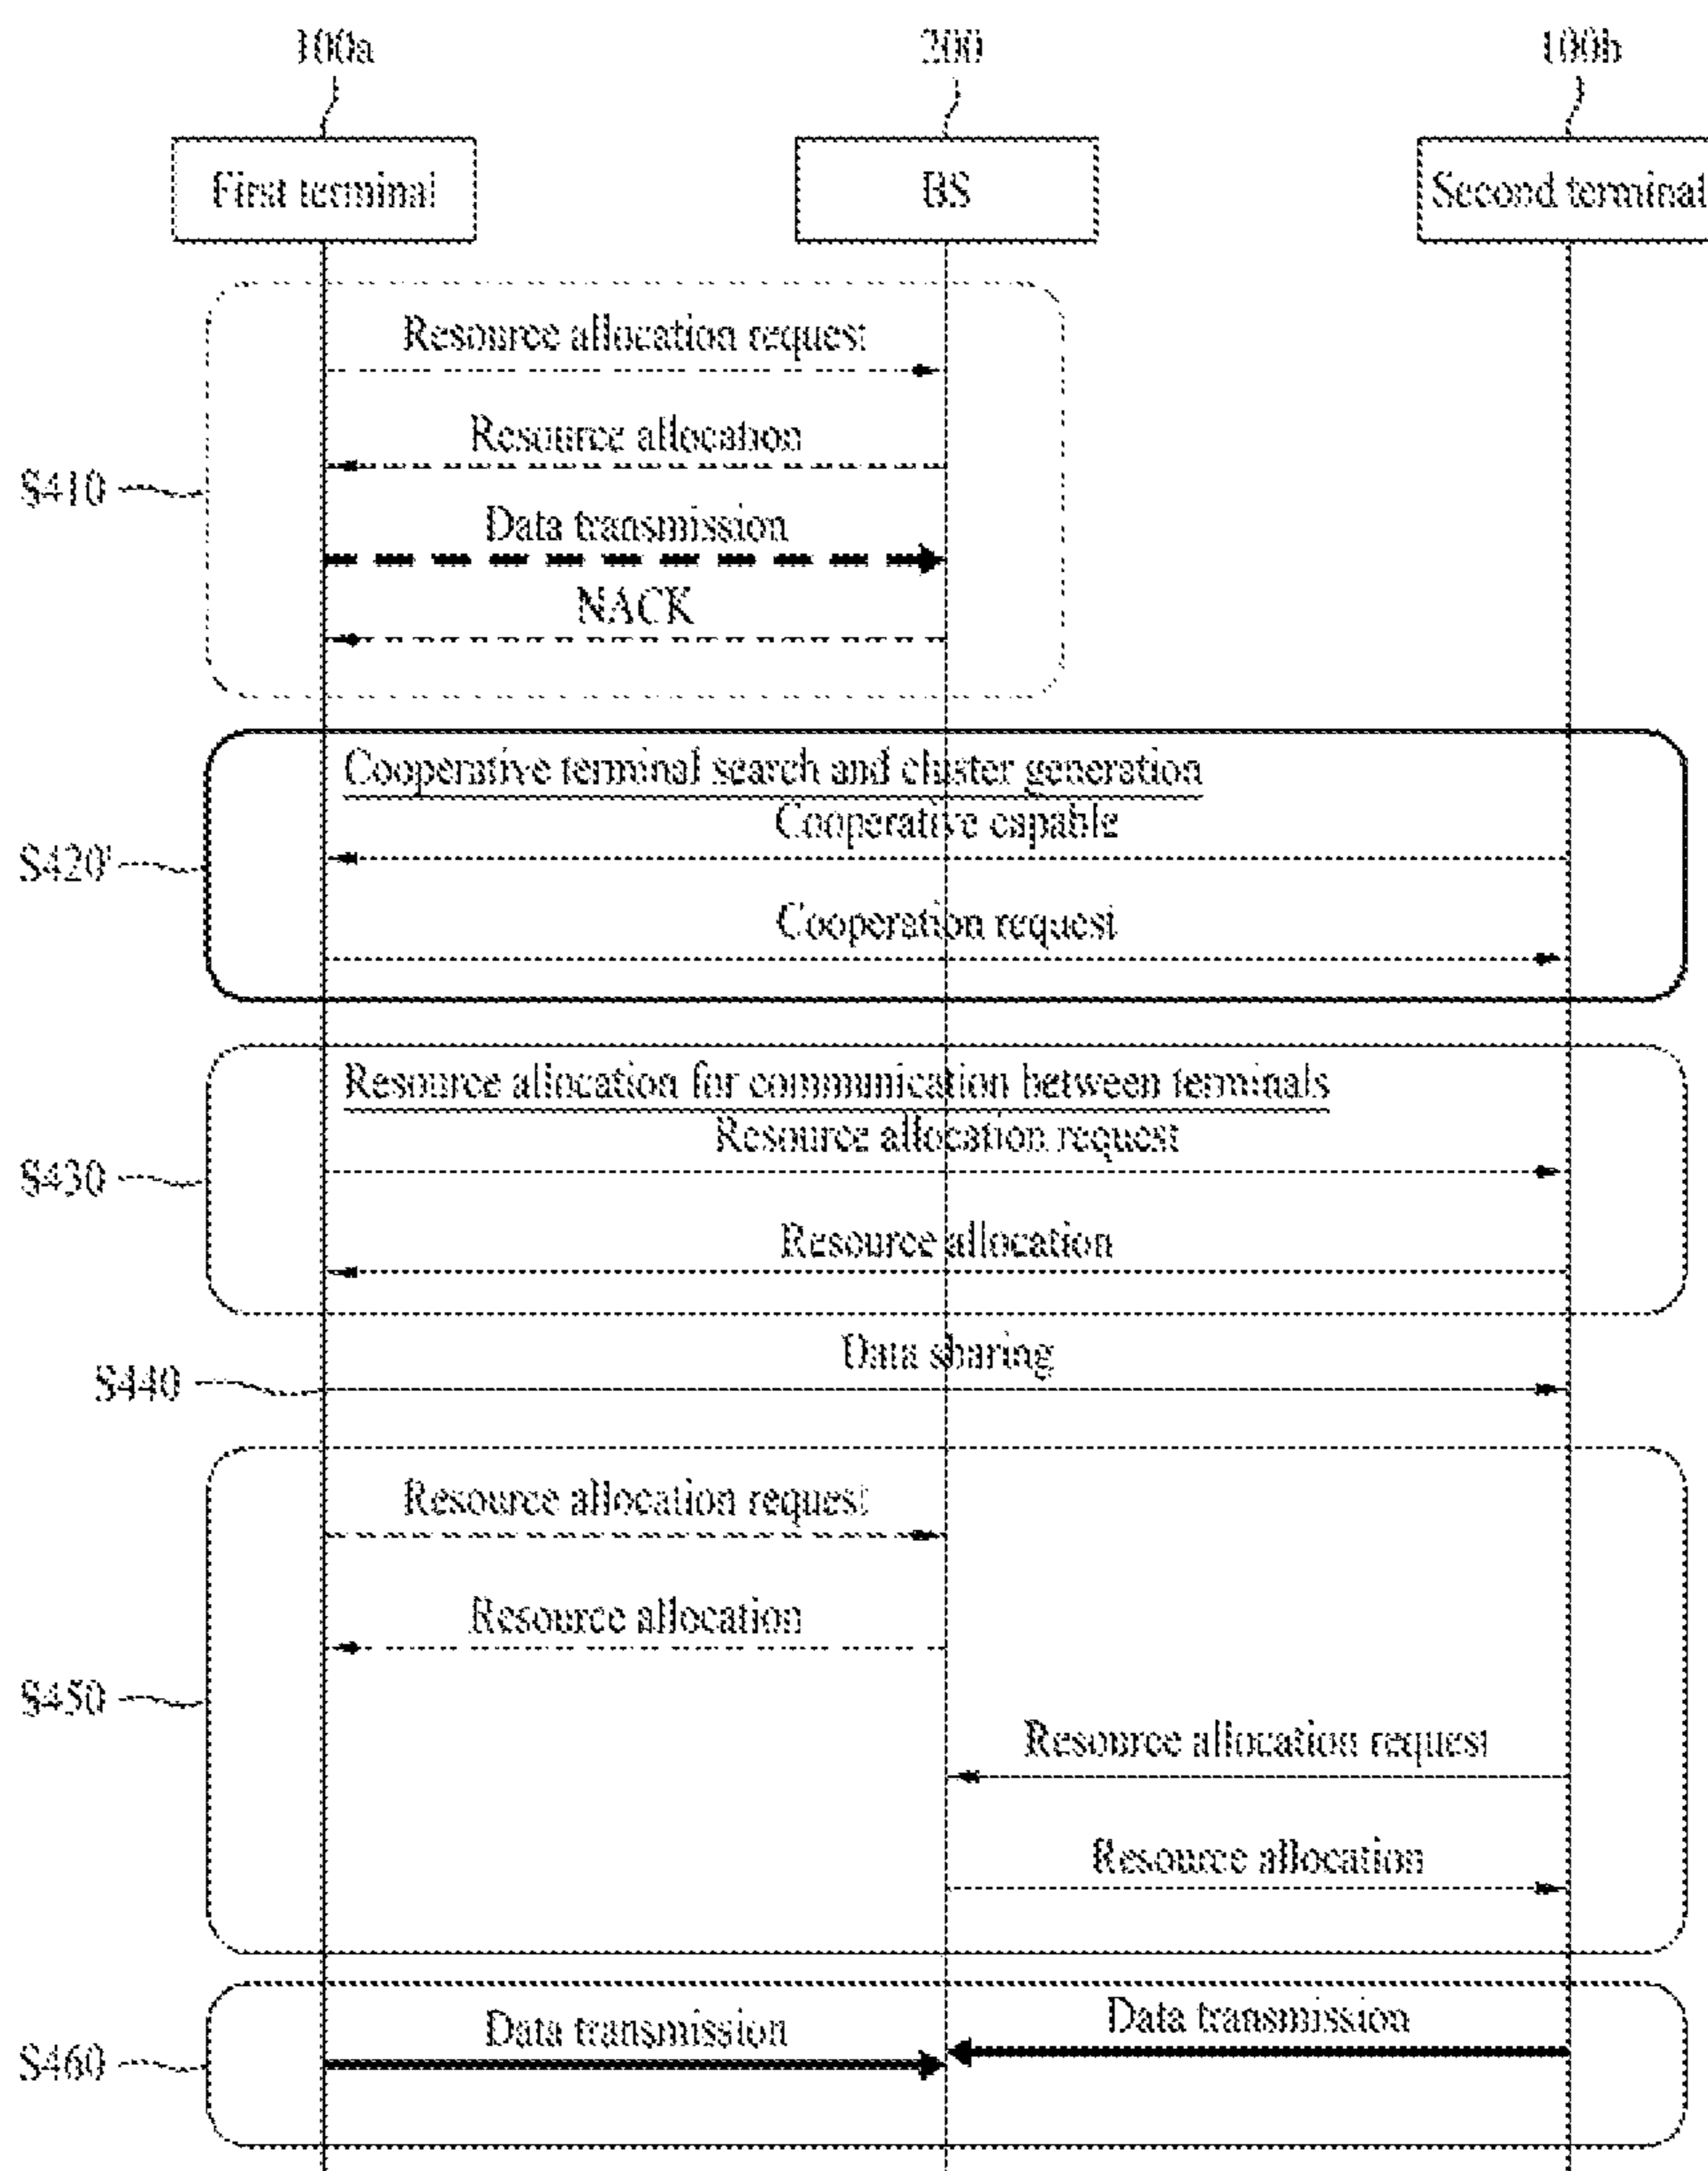 100a 200 100b
First terminal BS Second terminal
Resource allocation request
Resource allocation
S410
Data transmission
NACK
Cooperative terminal search and cluster generation
Cooperative capable
S420'
Cooperation request
Resource allocation for communication between terminals
Resource allocation request
S430
Resource allocation
Data sharing
S440
Resource allocation request
Resource allocation
S450
Resource allocation request
Resource allocation
Data transmission Data transmission
S460